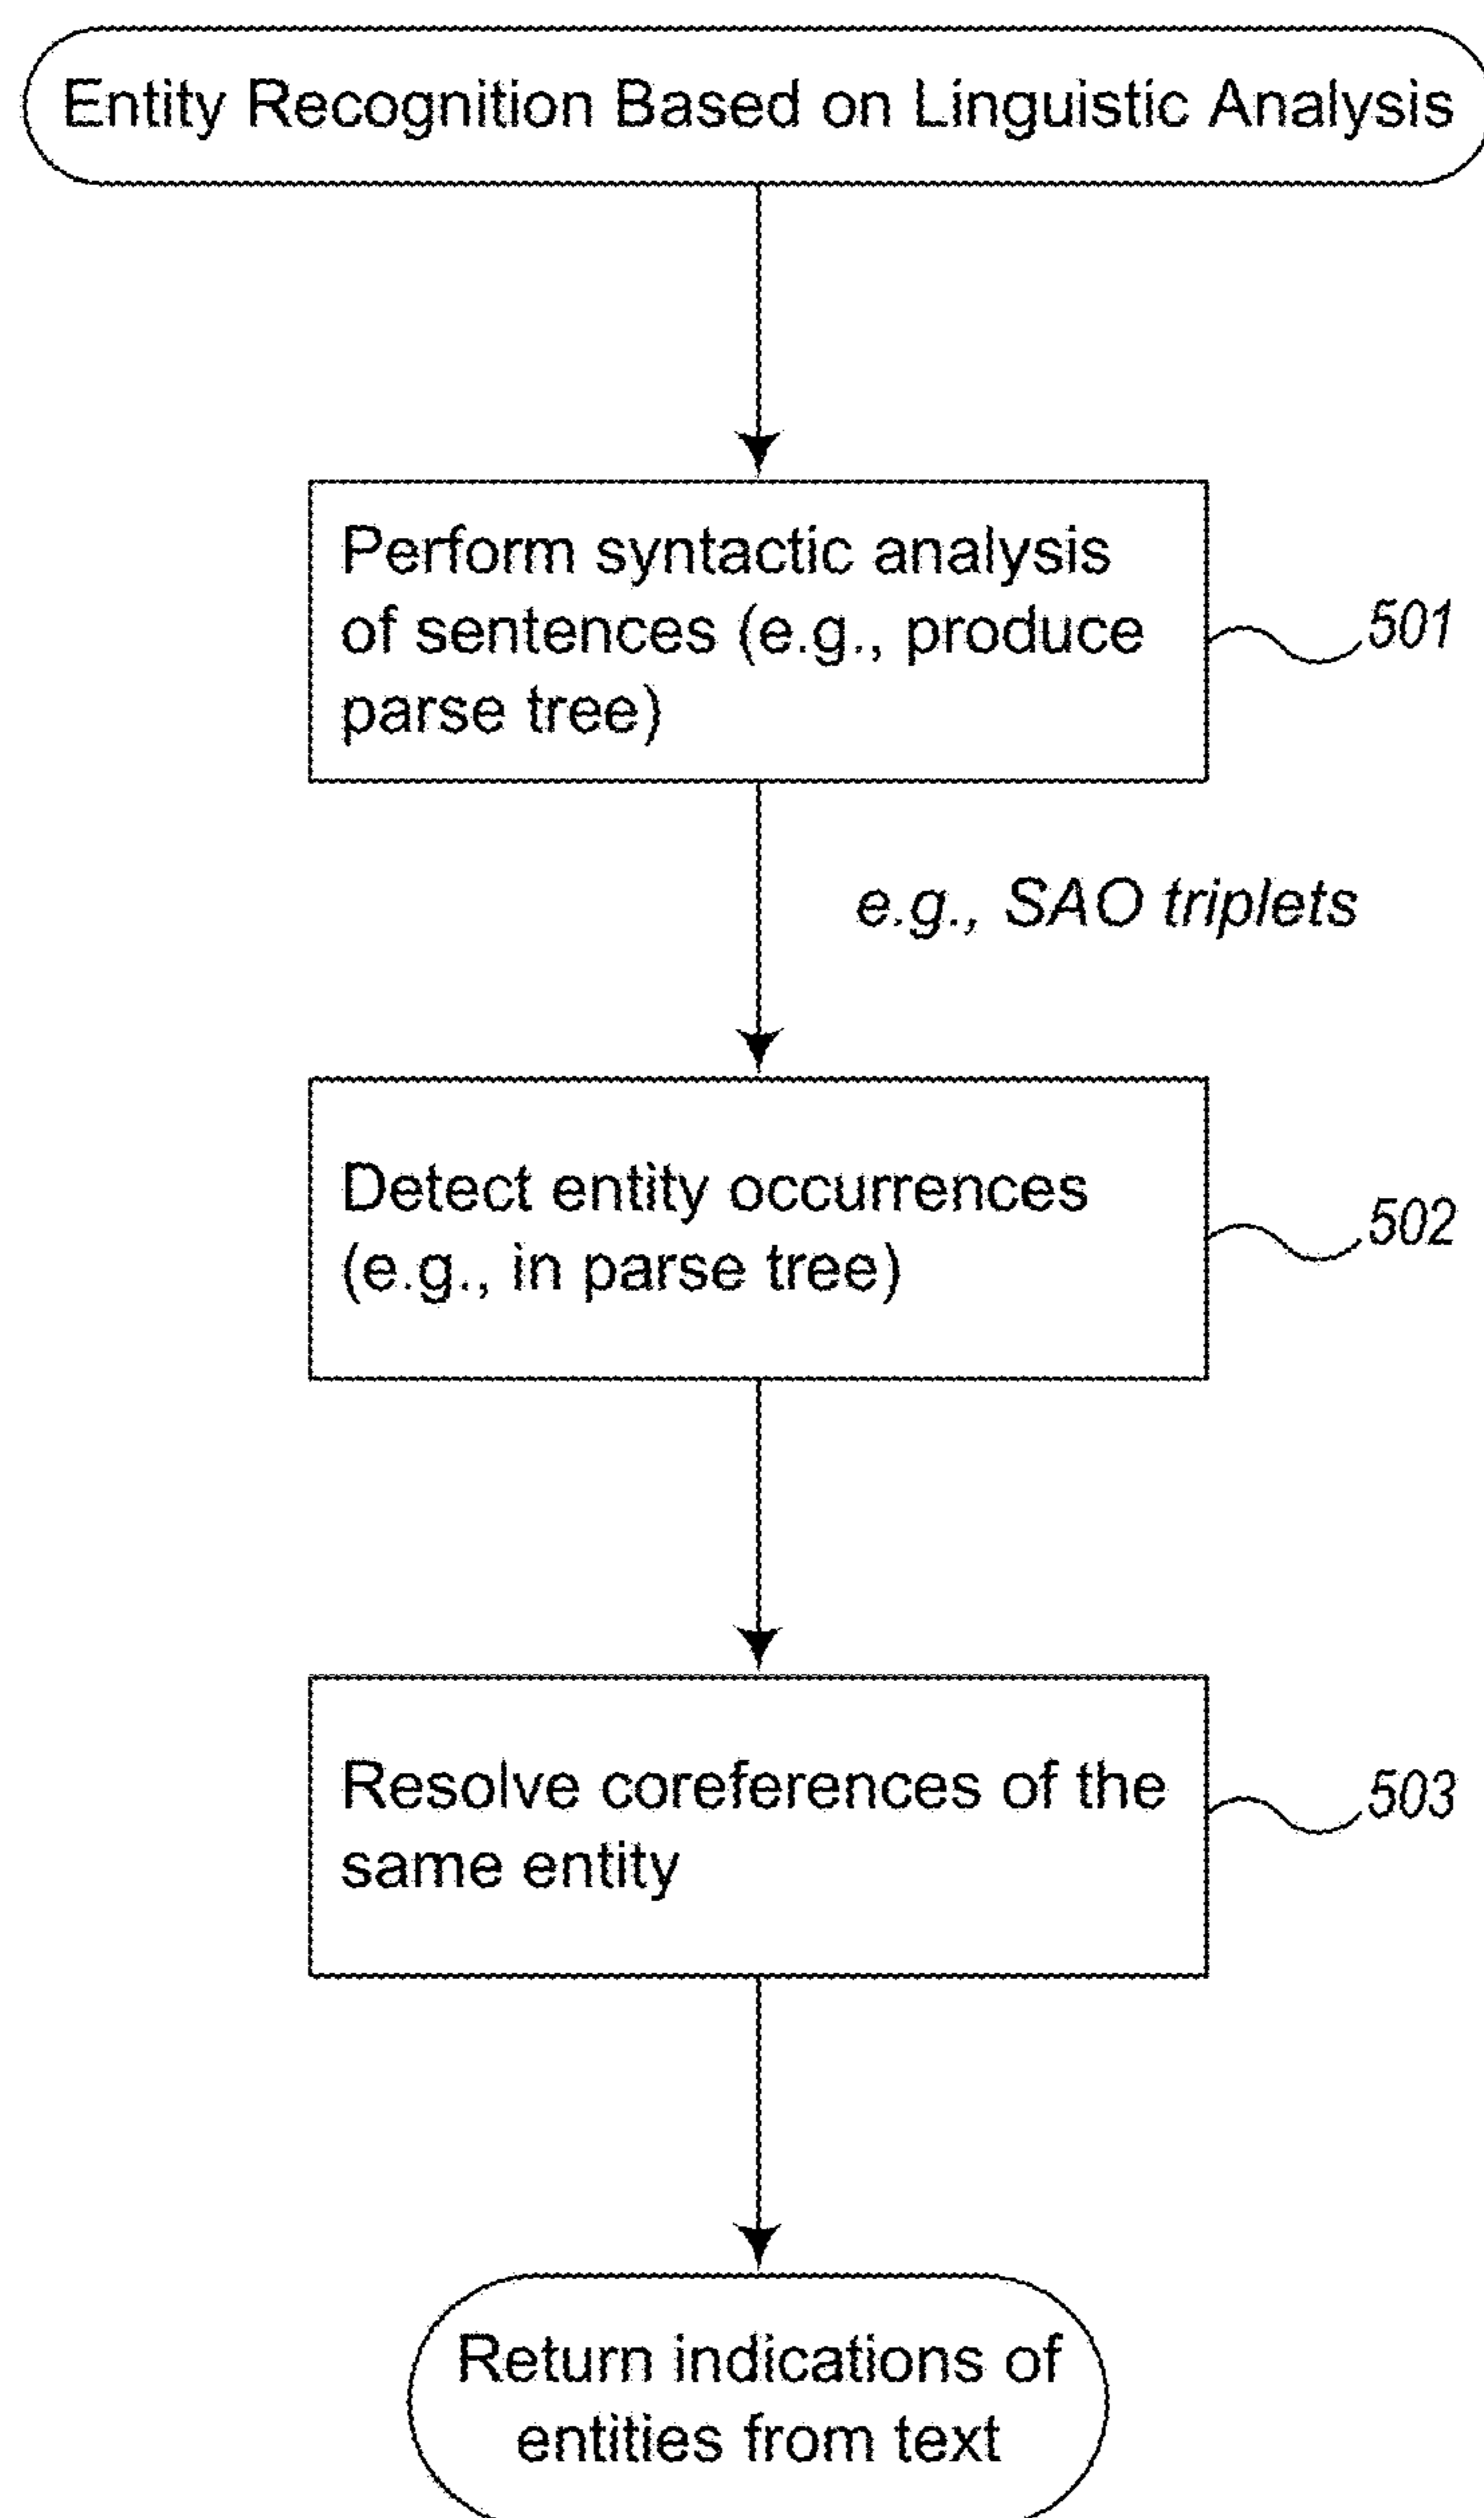 Entity Recognition Based on Linguistic Analysis
Perform syntactic analysis
of sentences (e.g., produce
parse tree)
501
e.g., SAO triplets
Detect entity occurrences
(e.g., in parse tree)
502
Resolve coreferences of the
same entity
503
Return indications of
entities from text